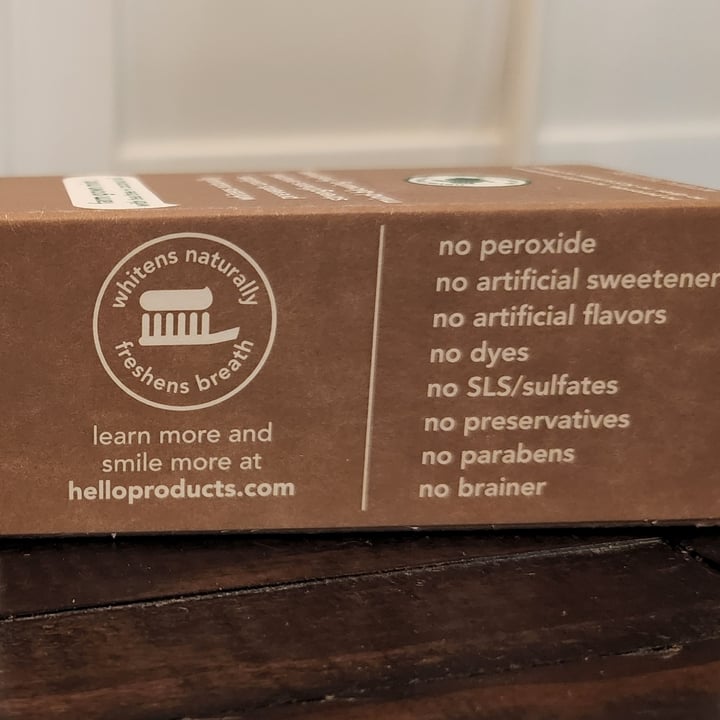 whitens naturally
freshens breath
learn more and
smile more at
helloproducts.com
no peroxide
no artificial sweetener
no artificial flavors
no dyes
no SLS/sulfates
no preservatives
no parabens
no brainer